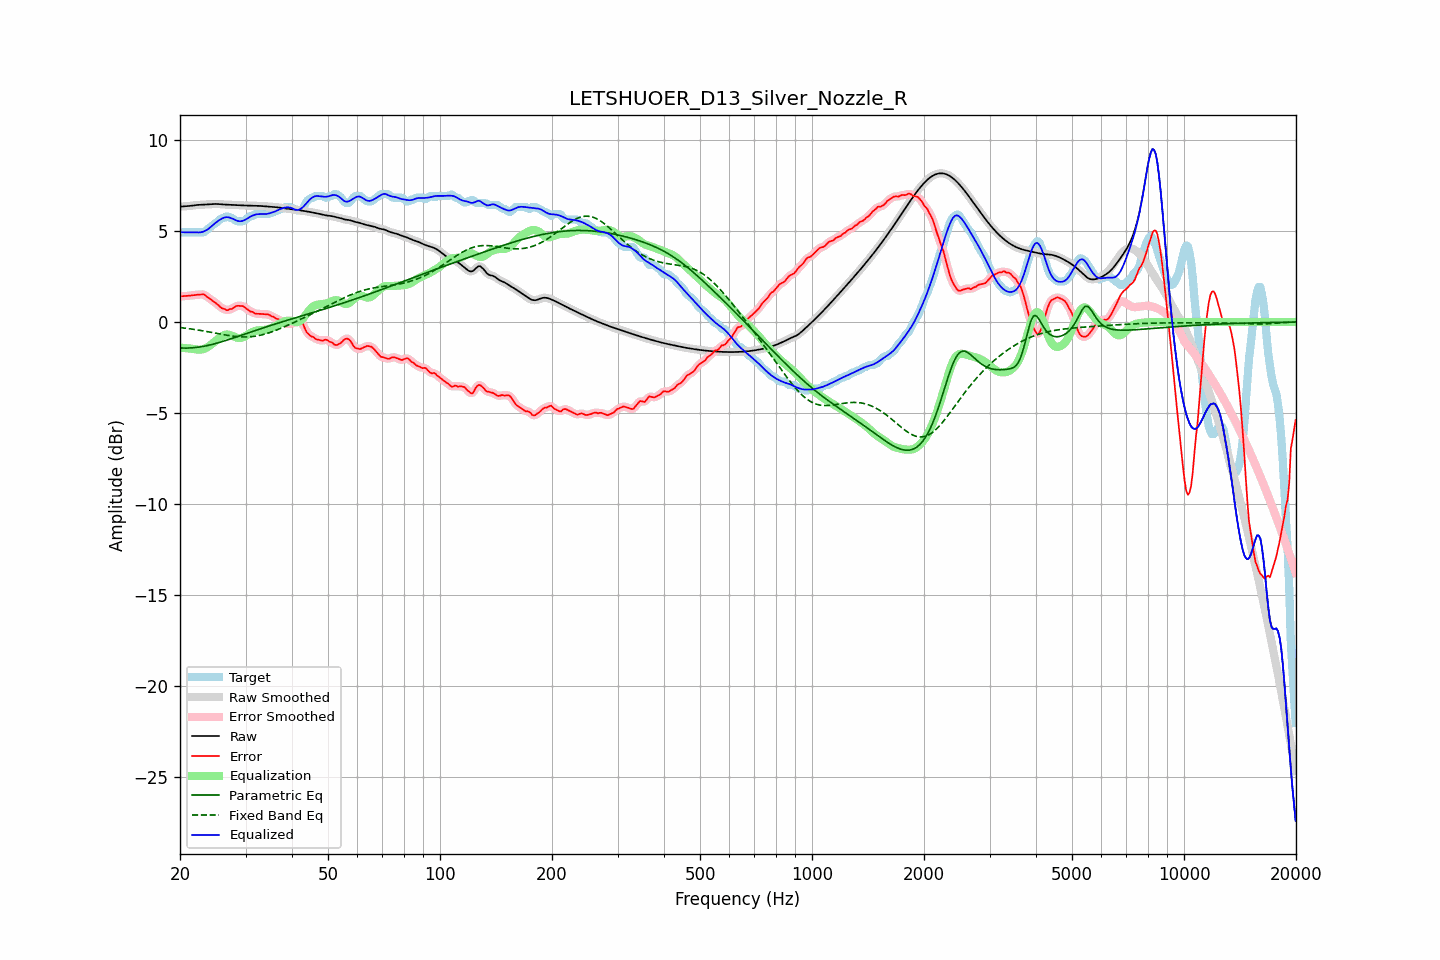 LETSHUOER_D13_Silver_Nozzle_R
10
5
0
−5
−10
−15
−20
−25
Amplitude (dBr)
Target
Raw Smoothed
Error Smoothed
Raw
Error
Equalization
Parametric Eq
Fixed Band Eq
Equalized
20 50 100 200 500 1000 2000 5000 10000 20000
Frequency (Hz)